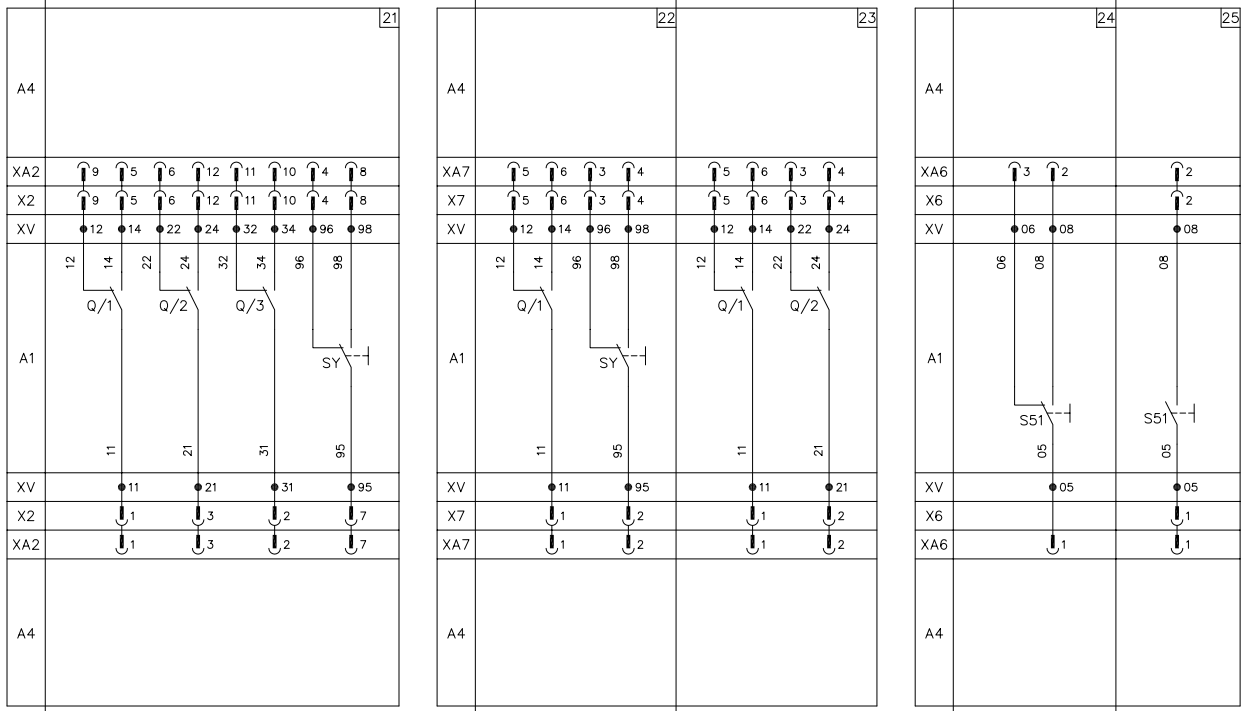 21 22 23 24 25
A4 A4 A4
XA2 9 5 6 12 11 10 4 8 XA7 5 6 3 4 5 6 3 4 XA6 3 2 2
X2 9 5 6 12 11 10 4 8 X7 5 6 3 4 5 6 3 4 X6 2
XV 12 14 22 24 32 34 96 98 XV 12 14 96 98 12 14 22 24 XV 06 08 08
12 14 22 24 32 34 96 98 12 14 96 98 12 14 22 24 06 08 08
Q/1 Q/2 Q/3 Q/1 Q/1 Q/2
A1 SY A1 SY A1
S51 S51
11 21 31 95 11 95 11 21 05 05
XV 11 21 31 95 XV 11 95 11 21 XV 05 05
X2 1 3 2 7 X7 1 2 1 2 X6 1
XA2 1 3 2 7 XA7 1 2 1 2 XA6 1 1
A4 A4 A4